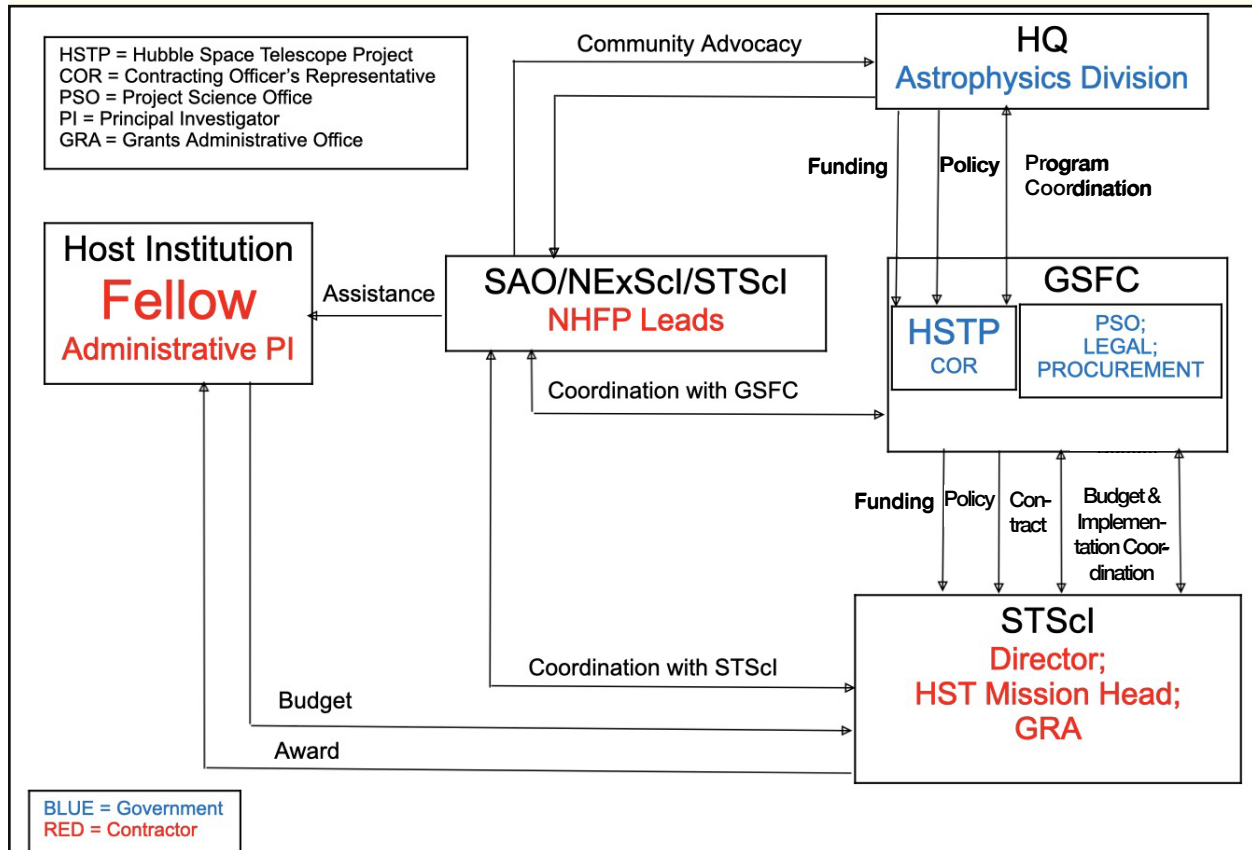 HSTP = Hubble Space Telescope Project
COR = Contracting Officer's Representative
PSO = Project Science Office
PI = Principal Investigator
GRA = Grants Administrative Office
Community Advocacy
HQ
Astrophysics Division
Funding
Policy
Program
Coordination
Host Institution
Fellow
Administrative PI
Assistance
SAO/NExScI/STScI
NHFP Leads
GSFC
HSTP
COR
PSO;
LEGAL;
PROCUREMENT
Coordination with GSFC
Funding
Policy
Con-
tract
Budget &
Implemen-
tation Coor-
dination
STScI
Director;
HST Mission Head;
GRA
Coordination with STScI
Budget
Award
BLUE = Government
RED = Contractor